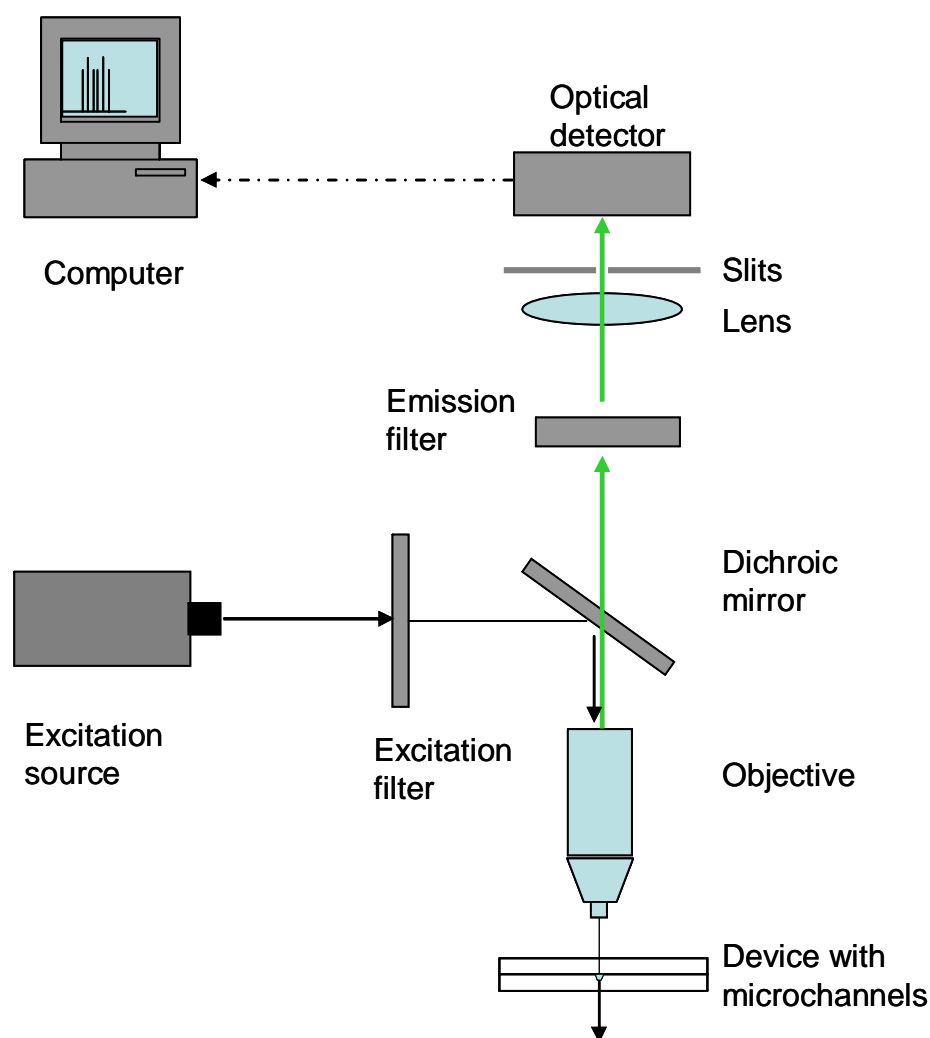 Optical
detector
Computer
Slits
Lens
Emission
filter
Dichroic
mirror
Excitation
source
Excitation
filter
Objective
Device with
microchannels